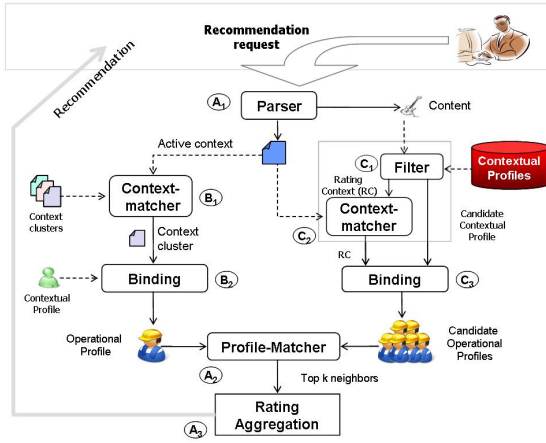 Recommendation
request
Recommendation
A1
Parser
Content
Active context
C1
Filter
Contextual
Profiles
Rating
Context (RC)
Context
clusters
Context-
matcher
B1
Context-
matcher
C2
Candidate
Contextual
Profile
Context
cluster
RC
Contextual
Profile
Binding
B2
Binding
C3
Operational
Profile
Profile-Matcher
Candidate
Operational
Profiles
A2
Top k neighbors
Rating
Aggregation
A3